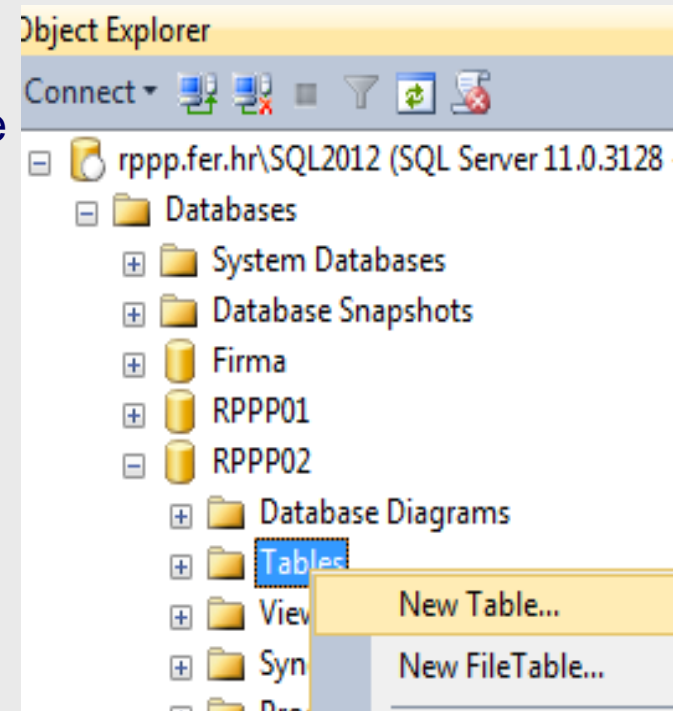 Object Explorer
Connect
rppp.fer.hr\SQL2012 (SQL Server 11.0.3128
Databases
System Databases
Database Snapshots
Firma
RPPP01
RPPP02
Database Diagrams
Tables
New Table...
New FileTable...